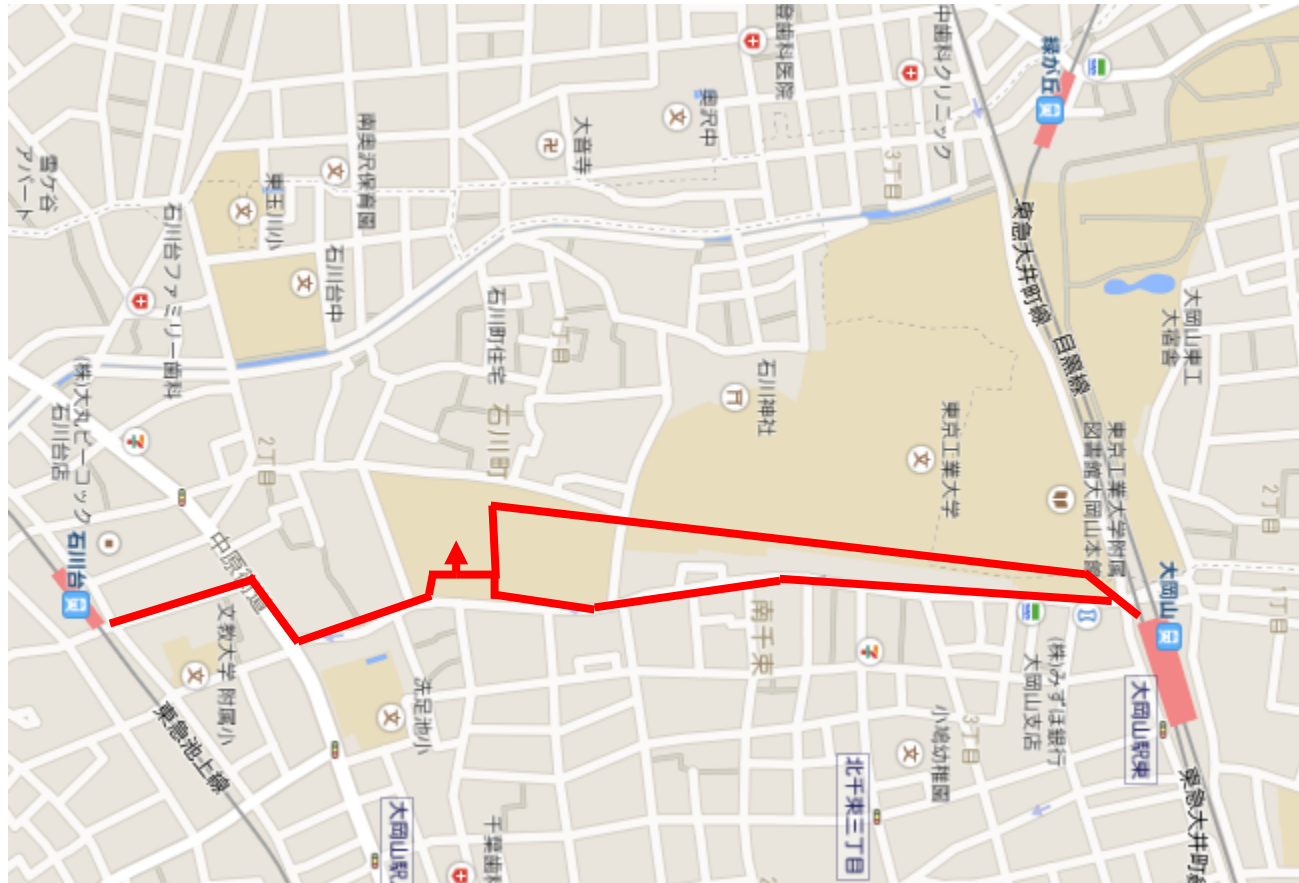 緑が丘
大岡山東工
大宿舎
東急大井町線
目黒線
東京工業大学附属
図書館大岡山本館
大岡山
2丁目
1丁目
大岡山駅東
東急大井町線
中歯科クリニック
3丁目
東京工業大学
(株)みずほ銀行
大岡山支店
3丁目
小鳩幼稚園
北千束三丁目
歯科医院
奥沢中
石川神社
南千束
大音寺
1丁目
石川町住宅
石川町
千葉歯科
南奥沢保育園
石川台中
洗足池小
大岡山駅
東玉川小
2丁目
中原街道
文教大学 附属小
東急池上線
石川台ファミリー歯科
雪ケ谷
アパート
(株)大丸ピーコック
石川台店
石川台